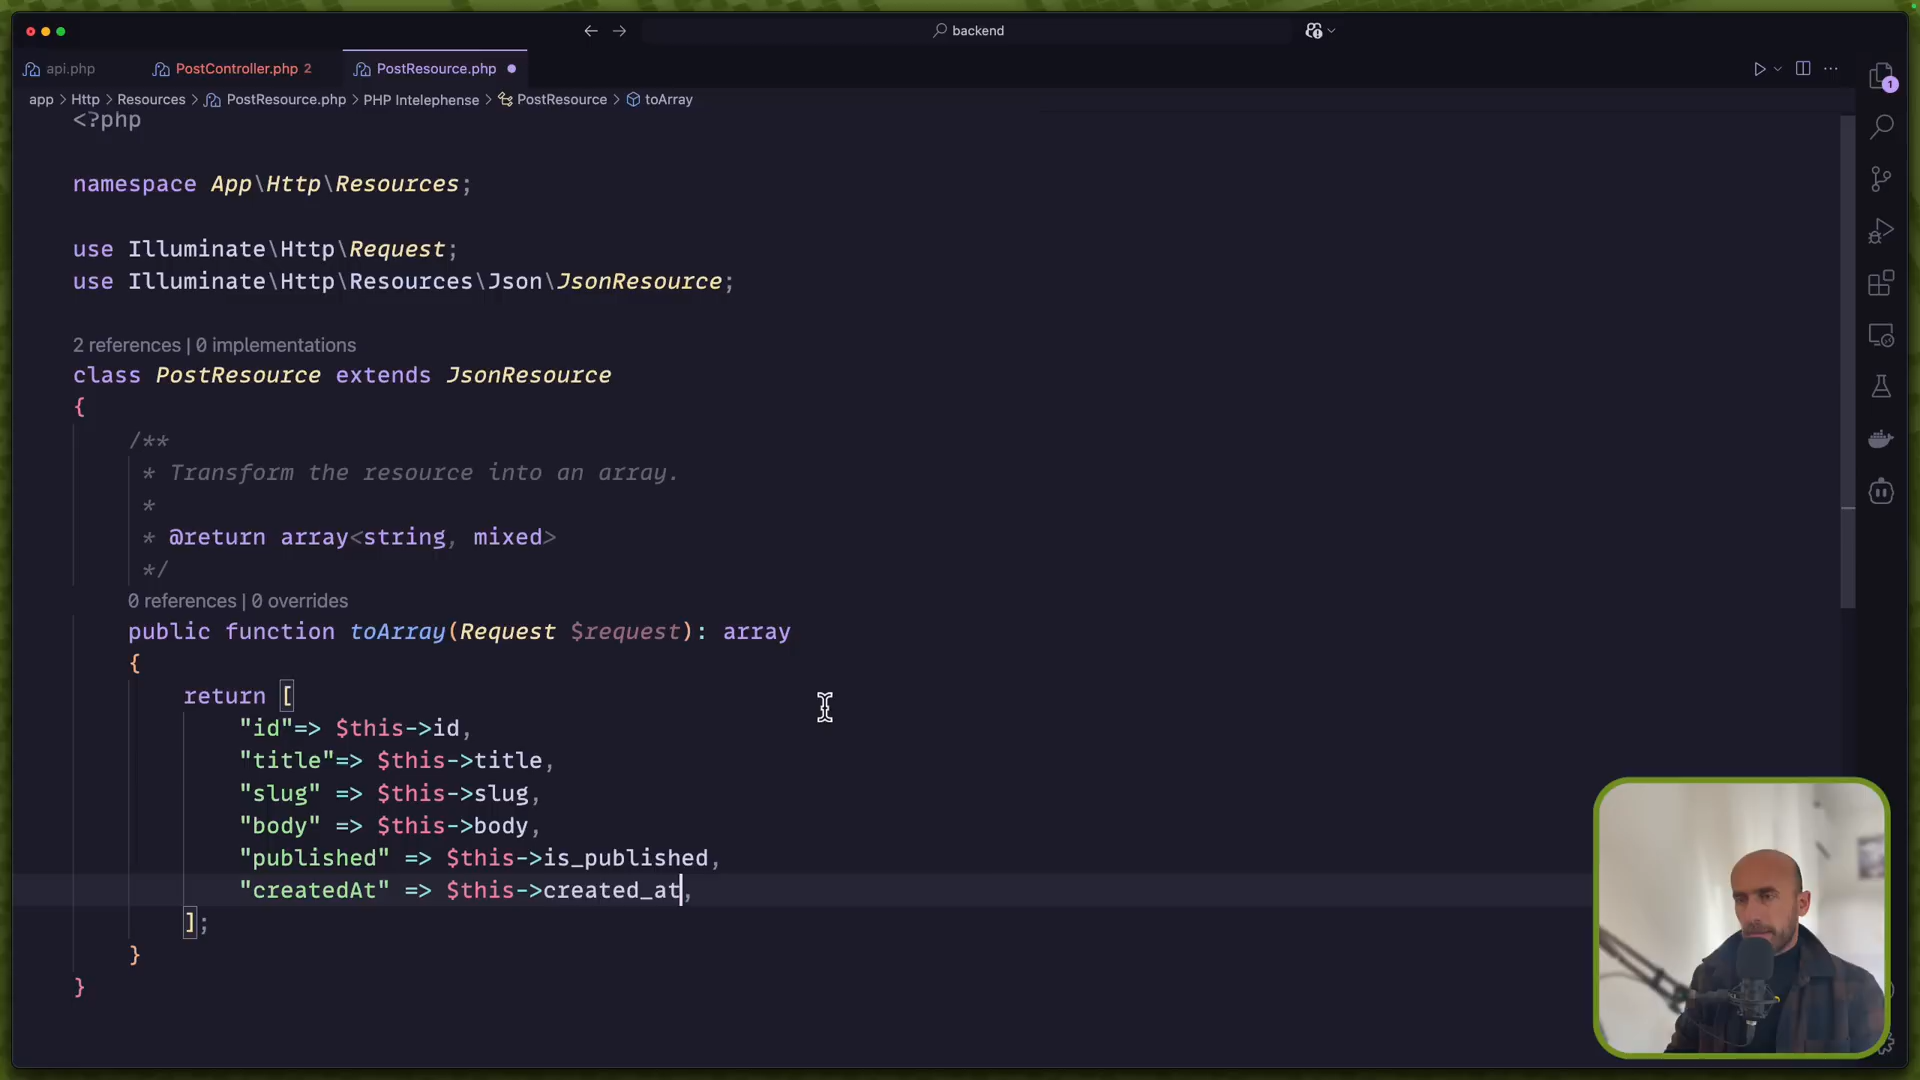 backend
api.php
PostController.php 2
PostResource.php
app > Http > Resources > PostResource.php > PHP Intelephense > PostResource > toArray
1
<?php
namespace App\Http\Resources;
use Illuminate\Http\Request;
use Illuminate\Http\Resources\Json\JsonResource;
2 references | 0 implementations
class PostResource extends JsonResource
{
/**
* Transform the resource into an array.
*
* @return array<string, mixed>
*/
0 references | 0 overrides
public function toArray(Request $request): array
{
return [
"id"=> $this->id,
"title"=> $this->title,
"slug" => $this->slug,
"body" => $this->body,
"published" => $this->is_published,
"createdAt" => $this->created_at,
];
}
}